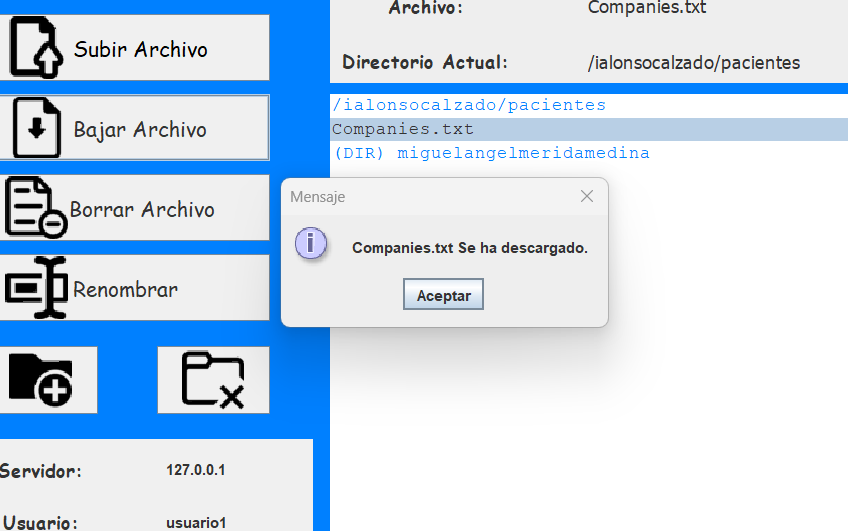 Subir Archivo
Bajar Archivo
Borrar Archivo
Renombrar
Servidor: 127.0.0.1
Usuario: usuario1
Archivo: Companies.txt
Directorio Actual: /ialonsocalzado/pacientes
/ialonsocalzado/pacientes
Companies.txt
(DIR) miguelangelmeridamedina
Mensaje
i
Companies.txt Se ha descargado.
Aceptar